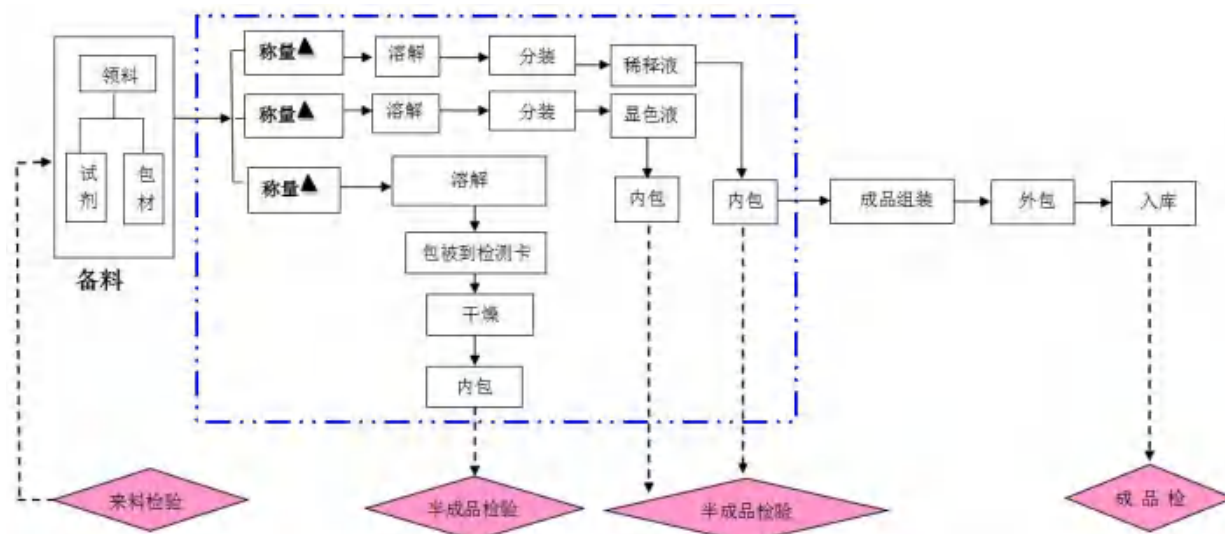 领料
试剂
包材
备料
称量▲
溶解
分装
稀释液
称量▲
溶解
分装
显色液
称量▲
溶解
包被到检测卡
干燥
内包
内包
内包
成品组装
外包
入库
来料检验
半成品检验
半成品检验
成 品 检